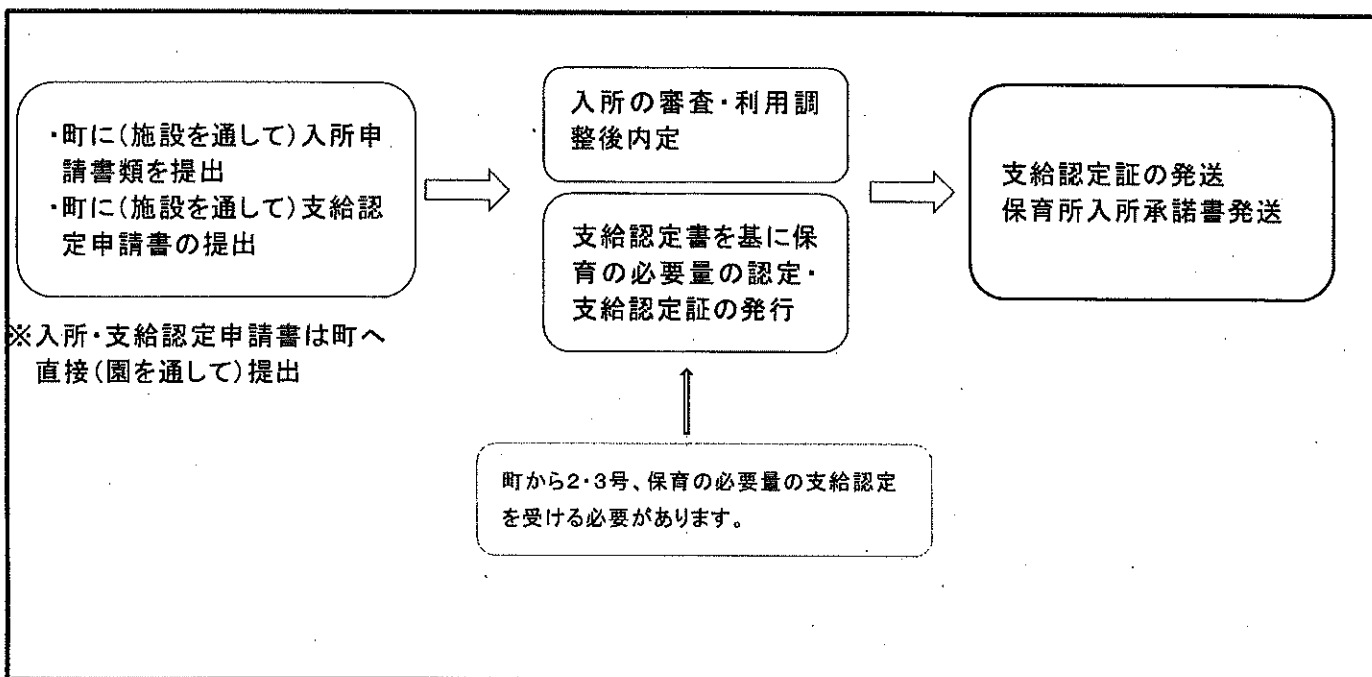 ・町に(施設を通して)入所申
請書類を提出
・町に(施設を通して)支給認
定申請書の提出
※入所・支給認定申請書は町へ
直接(園を通して)提出
入所の審査・利用調
整後内定
支給認定書を基に保
育の必要量の認定・
支給認定証の発行
町から2・3号、保育の必要量の支給認定
を受ける必要があります。
支給認定証の発送
保育所入所承諾書発送